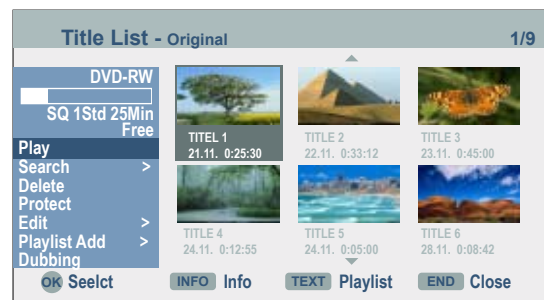 Title List - Original 1/9
DVD-RW
SQ 1Std 25Min
Free
Play
Search >
Delete
Protect
Edit >
Playlist Add >
Dubbing
TITEL 1
21.11. 0:25:30
TITLE 2
22.11. 0:33:12
TITLE 3
23.11. 0:45:00
TITLE 4
24.11. 0:12:55
TITLE 5
24.11. 0:05:00
TITLE 6
28.11. 0:08:42
OK Seelct INFO Info TEXT Playlist END Close